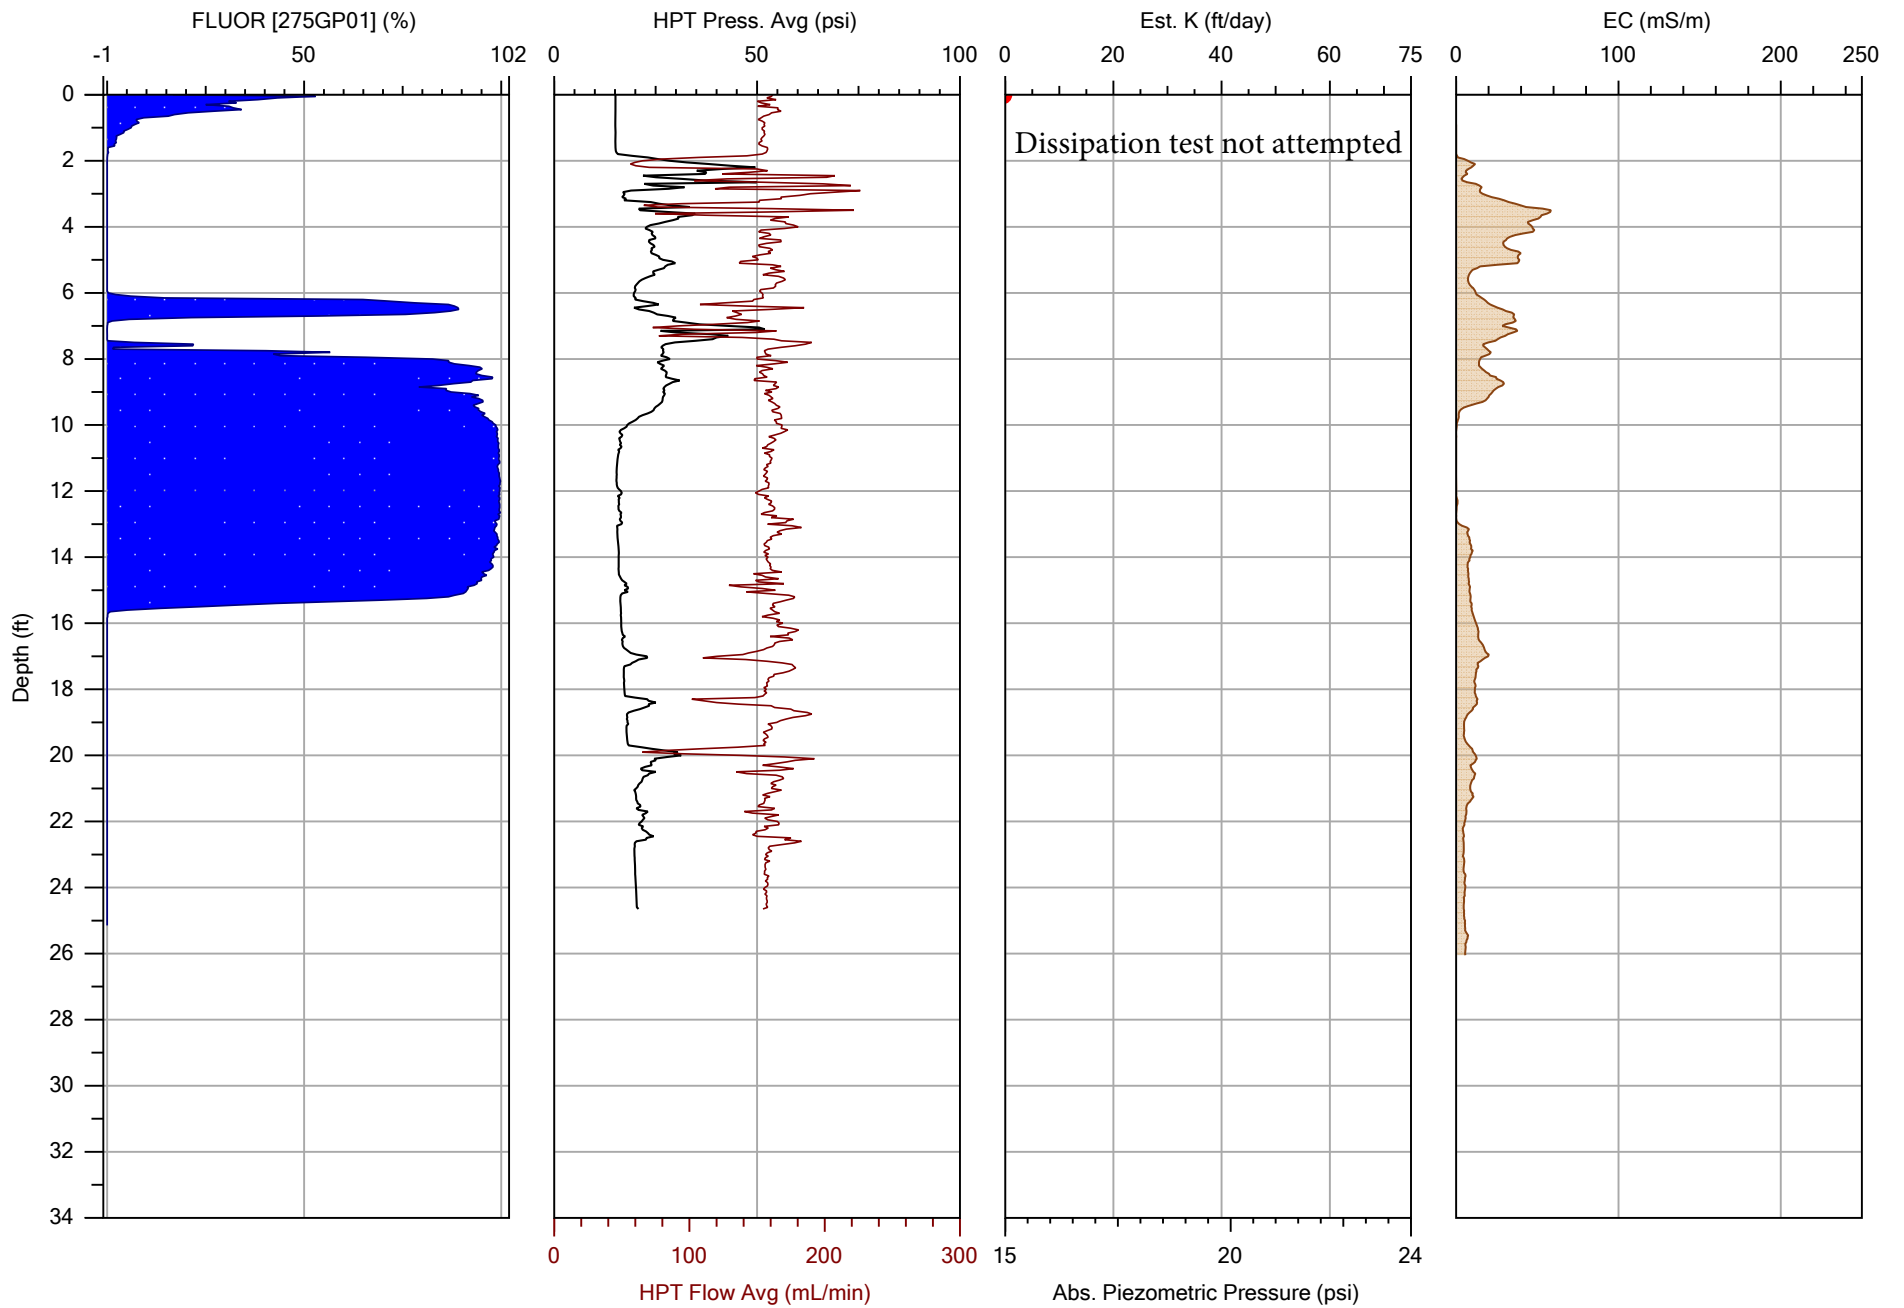 FLUOR [275GP01] (%)
HPT Press. Avg (psi)
Est. K (ft/day)
EC (mS/m)
-1 50 102
0 50 100
0 20 40 60 75
0 100 200 250
Dissipation test not attempted
Depth (ft)
0
2
4
6
8
10
12
14
16
18
20
22
24
26
28
30
32
34
0 100 200 300
HPT Flow Avg (mL/min)
15 20 24
Abs. Piezometric Pressure (psi)